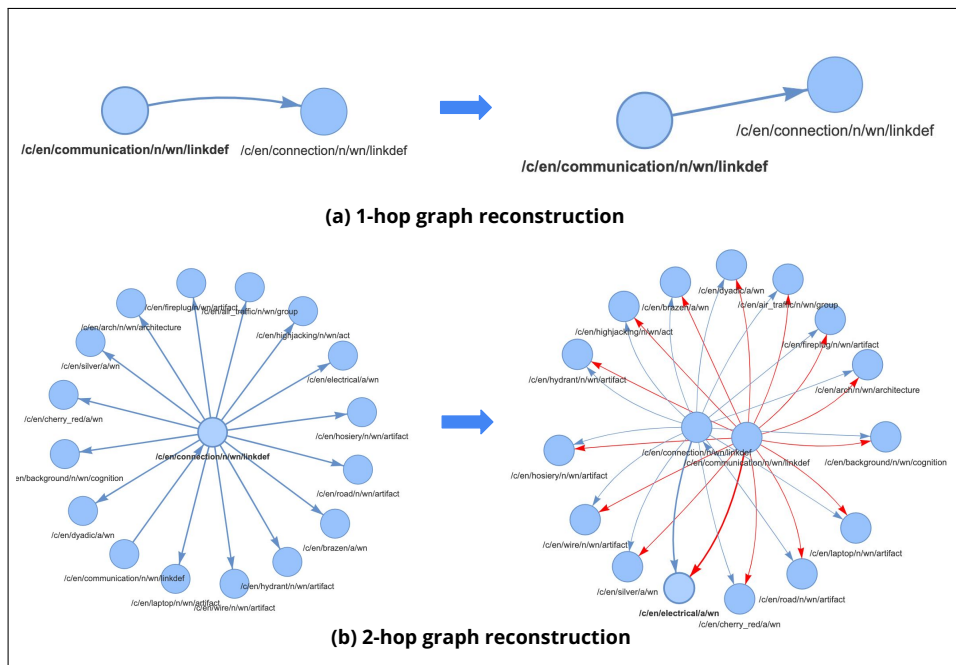 /c/en/communication/n/wn/linkdef
/c/en/connection/n/wn/linkdef
/c/en/connection/n/wn/linkdef
/c/en/communication/n/wn/linkdef
(a) 1-hop graph reconstruction
/c/en/fireplug/n/wn/artifact
/c/en/air_traffic/n/wn/group
/c/en/arch/n/wn/architecture
/c/en/highjacking/n/wn/act
/c/en/silver/a/wn
/c/en/electrical/a/wn
/c/en/cherry_red/a/wn
/c/en/hosiery/n/wn/artifact
/c/en/connection/n/wn/linkdef
en/background/n/wn/cognition
/c/en/road/n/wn/artifact
/c/en/dyadic/a/wn
/c/en/brazen/a/wn
/c/en/communication/n/wn/linkdef
/c/en/hydrant/n/wn/artifact
/c/en/laptop/n/wn/artifact
/c/en/wire/n/wn/artifact
/c/en/dyadic/a/wn
/c/en/brazen/a/wn
/c/en/air_traffic/n/wn/group
/c/en/highjacking/n/wn/act
/c/en/fireplug/n/wn/artifact
/c/en/hydrant/n/wn/artifact
/c/en/arch/n/wn/architecture
/c/en/connection/n/wn/linkdef
/c/en/communication/n/wn/linkdef
/c/en/background/n/wn/cognition
/c/en/hosiery/n/wn/artifact
/c/en/wire/n/wn/artifact
/c/en/laptop/n/wn/artifact
/c/en/silver/a/wn
/c/en/road/n/wn/artifact
/c/en/electrical/a/wn
/c/en/cherry_red/a/wn
(b) 2-hop graph reconstruction